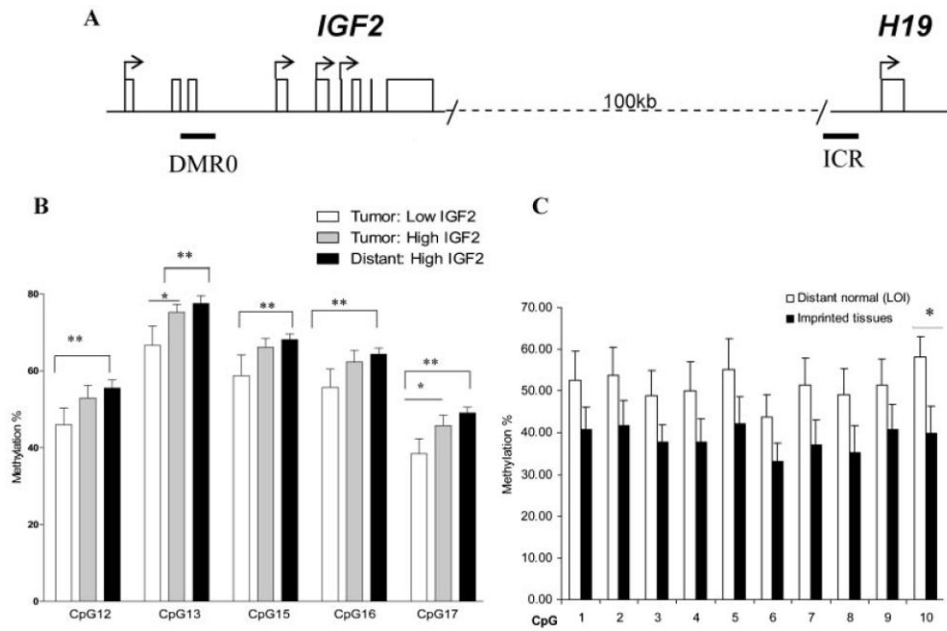 A
IGF2
H19
100kb
DMR0
ICR
B
Tumor: Low IGF2
Tumor: High IGF2
Distant: High IGF2
Methylation %
80
60
40
20
0
**
**
*
**
**
**
*
CpG12
CpG13
CpG15
CpG16
CpG17
C
Distant normal (LOI)
Imprinted tissues
*
Methylation %
70.00
60.00
50.00
40.00
30.00
20.00
10.00
0.00
CpG 1 2 3 4 5 6 7 8 9 10